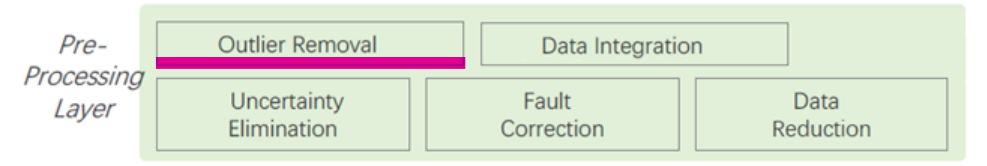 Pre-
Processing
Layer
Outlier Removal
Data Integration
Uncertainty
Elimination
Fault
Correction
Data
Reduction